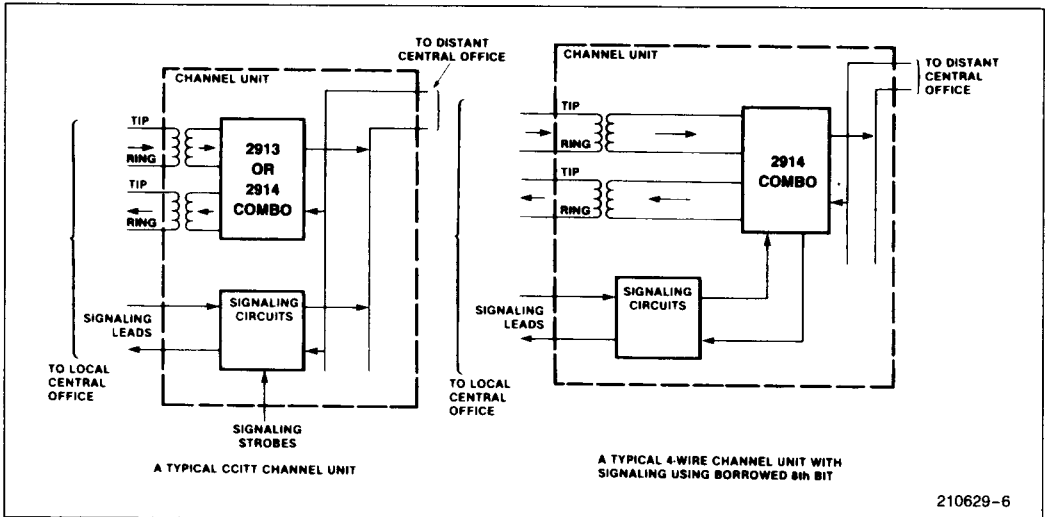 TO DISTANT
CENTRAL OFFICE
CHANNEL UNIT
TIP
RING
TIP
RING
2913
OR
2914
COMBO
SIGNALING
CIRCUITS
SIGNALING
LEADS
TO LOCAL
CENTRAL
OFFICE
SIGNALING
STROBES
A TYPICAL CCITT CHANNEL UNIT
CHANNEL UNIT
TO DISTANT
CENTRAL
OFFICE
TIP
RING
TIP
RING
2914
COMBO
SIGNALING
CIRCUITS
SIGNALING
LEADS
TO LOCAL
CENTRAL
OFFICE
A TYPICAL 4-WIRE CHANNEL UNIT WITH
SIGNALING USING BORROWED 8th BIT
210629-6